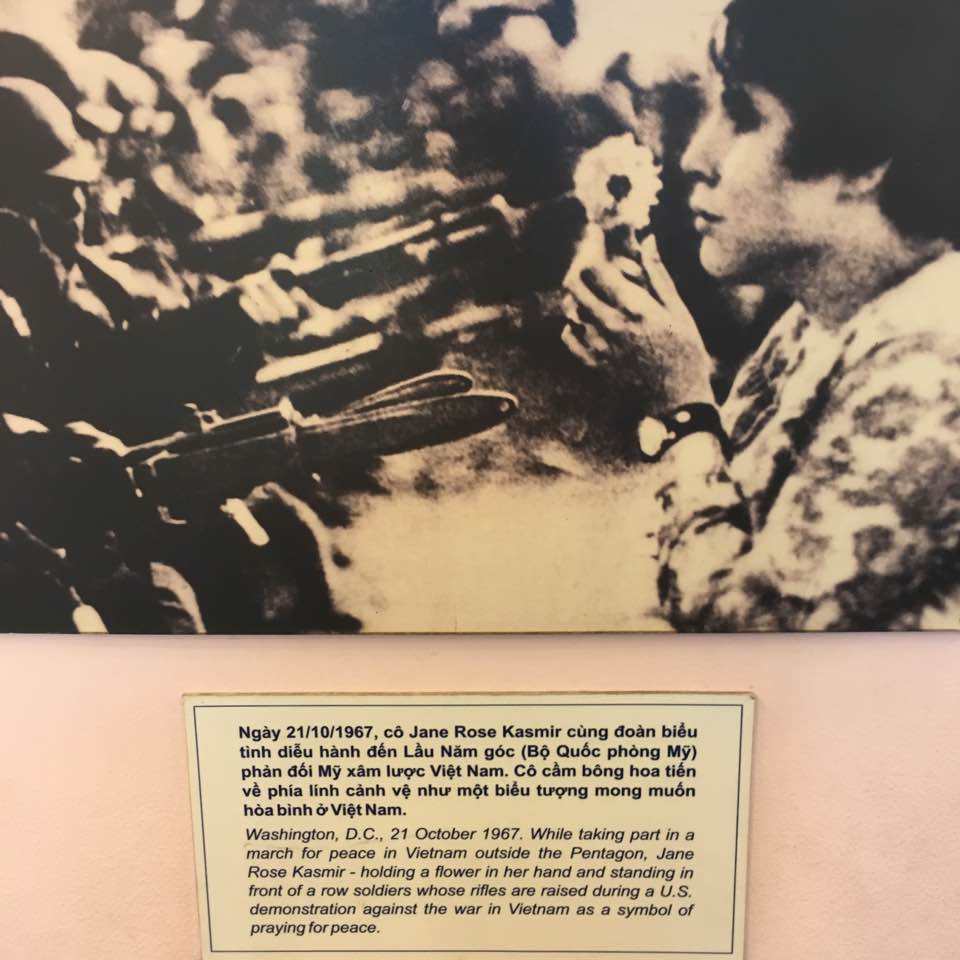 Ngày 21/10/1967, cô Jane Rose Kasmir cùng đoàn biểu
tình diễu hành đến Lầu Năm góc (Bộ Quốc phòng Mỹ)
phản đối Mỹ xâm lược Việt Nam. Cô cầm bông hoa tiến
về phía lính cảnh vệ như một biểu tượng mong muốn
hòa bình ở Việt Nam.
Washington, D.C., 21 October 1967. While taking part in a
march for peace in Vietnam outside the Pentagon, Jane
Rose Kasmir - holding a flower in her hand and standing in
front of a row soldiers whose rifles are raised during a U.S.
demonstration against the war in Vietnam as a symbol of
praying for peace.